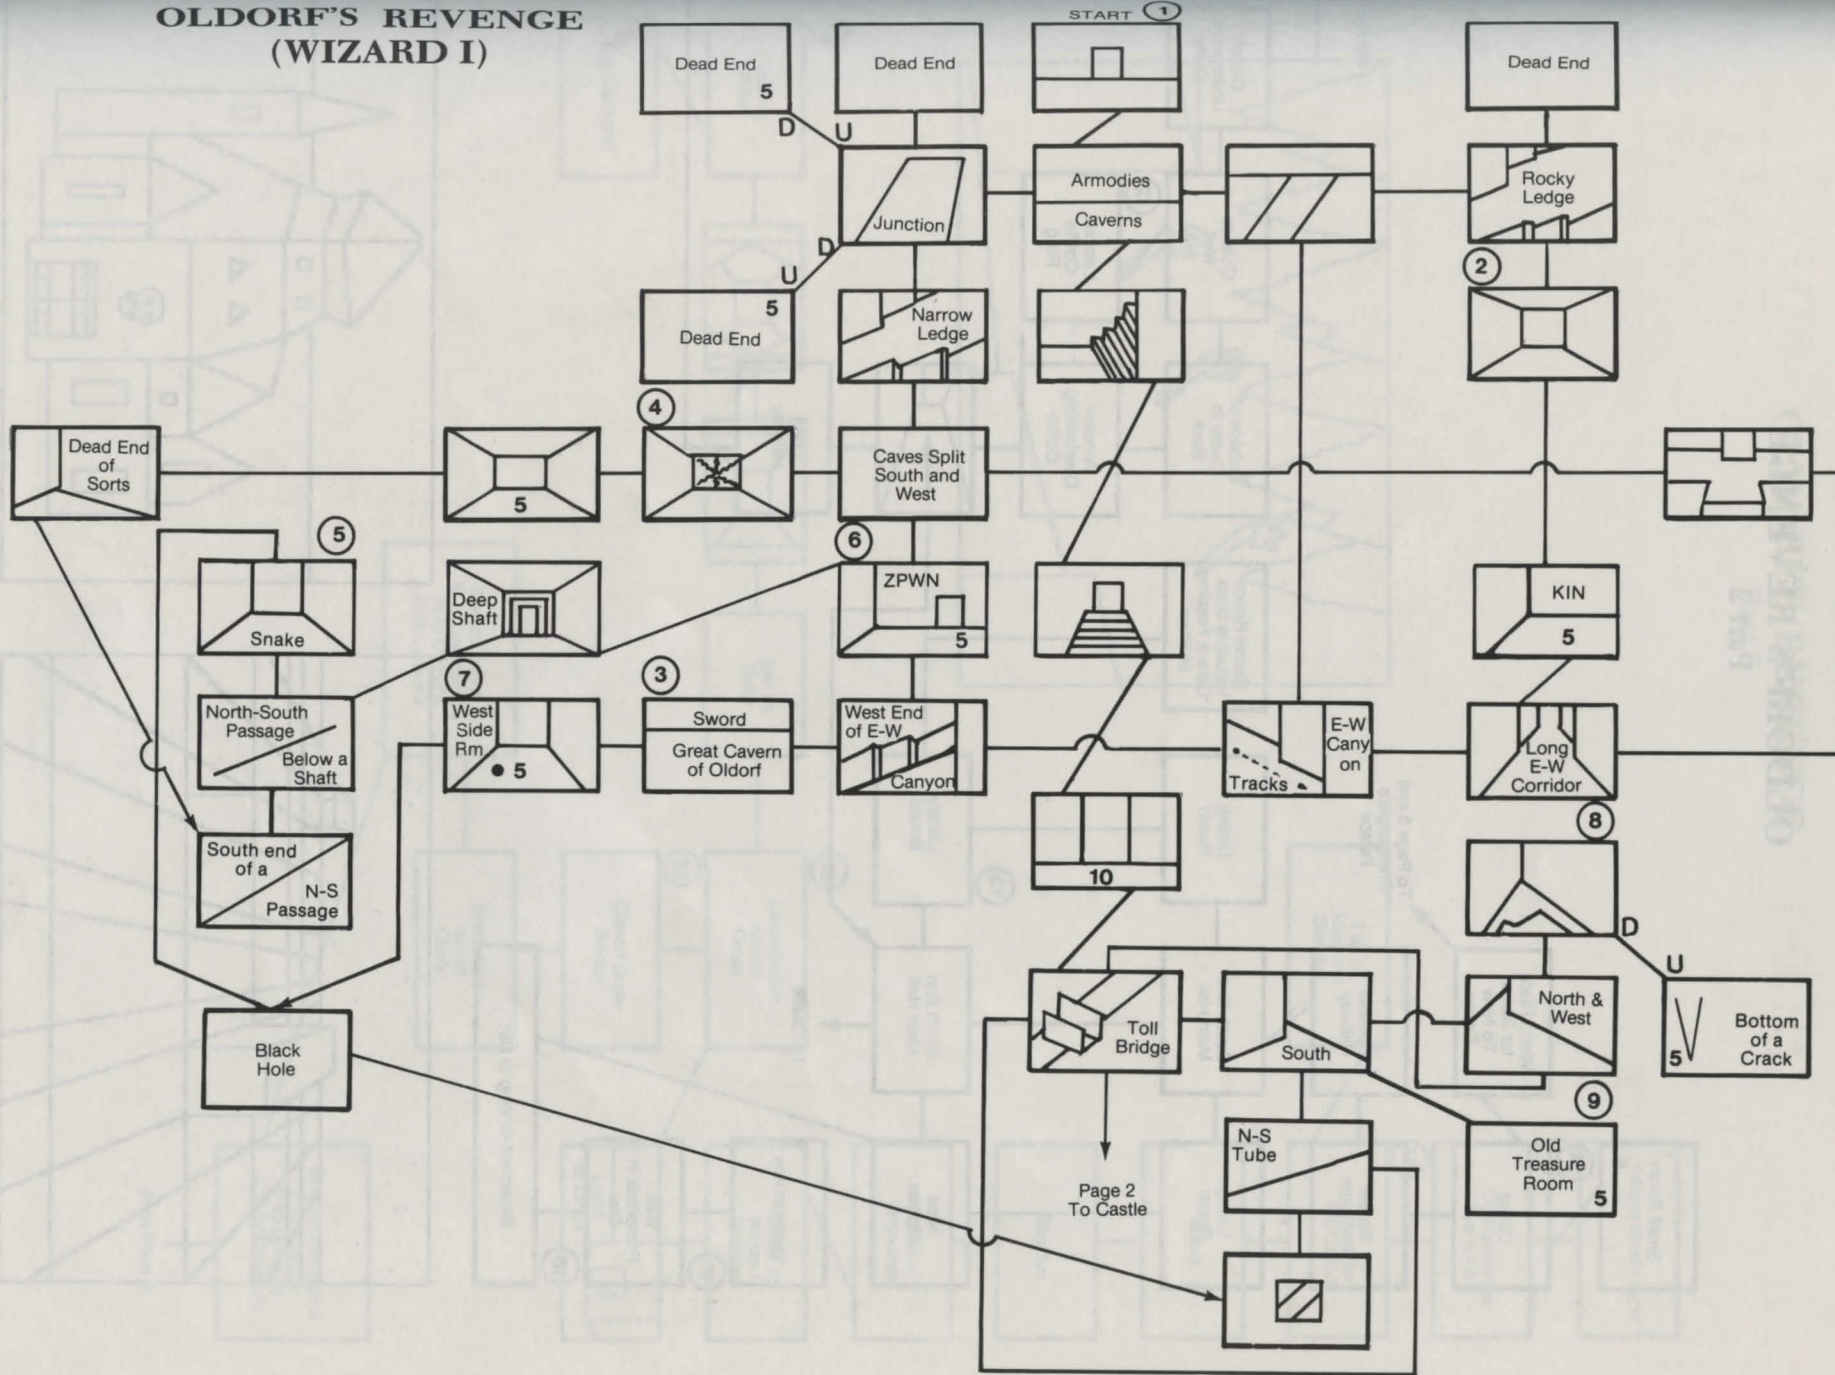 OLDORF'S REVENGE
(WIZARD I)
START 1
Dead End
5
Dead End
Dead End
D
U
Armodies
Caverns
Junction
Rocky
Ledge
D
U
2
5
Dead End
Narrow
Ledge
4
Dead End
of
Sorts
5
Caves Split
South and
West
5
6
Snake
Deep
Shaft
ZPWN
5
KIN
5
7
3
North-South
Passage
Below a
Shaft
West
Side
Rm.
5
Sword
Great Cavern
of Oldorf
West End
of E-W
Canyon
Tracks
E-W
Cany
on
Long
E-W
Corridor
8
South end
of a
N-S
Passage
10
D
U
Black
Hole
Toll
Bridge
South
North &
West
5
Bottom
of a
Crack
9
N-S
Tube
Old
Treasure
Room
5
Page 2
To Castle